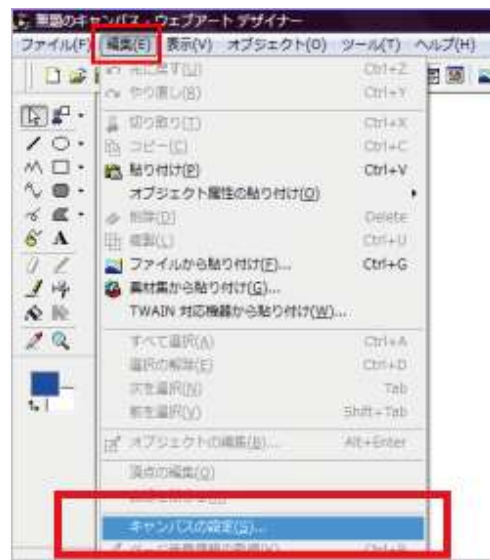 無題のキャンバス - ウェブアート デザイナー
ファイル(F) 編集(E) 表示(V) オブジェクト(O) ツール(T) ヘルプ(H)
元に戻す(U) Ctrl+Z
やり直し(R) Ctrl+Y
切り取り(T) Ctrl+X
コピー(C) Ctrl+C
貼り付け(P) Ctrl+V
オブジェクト属性の貼り付け(O)
削除(D) Delete
複製(L) Ctrl+U
ファイルから貼り付け(F)... Ctrl+G
素材集から貼り付け(G)...
TWAIN 対応機器から貼り付け(W)...
すべて選択(A) Ctrl+A
選択の解除(E) Ctrl+D
次を選択(N) Tab
前を選択(V) Shift+Tab
オブジェクトの編集(B)... Alt+Enter
頂点の編集(Q)
キャンバスの設定(S)...